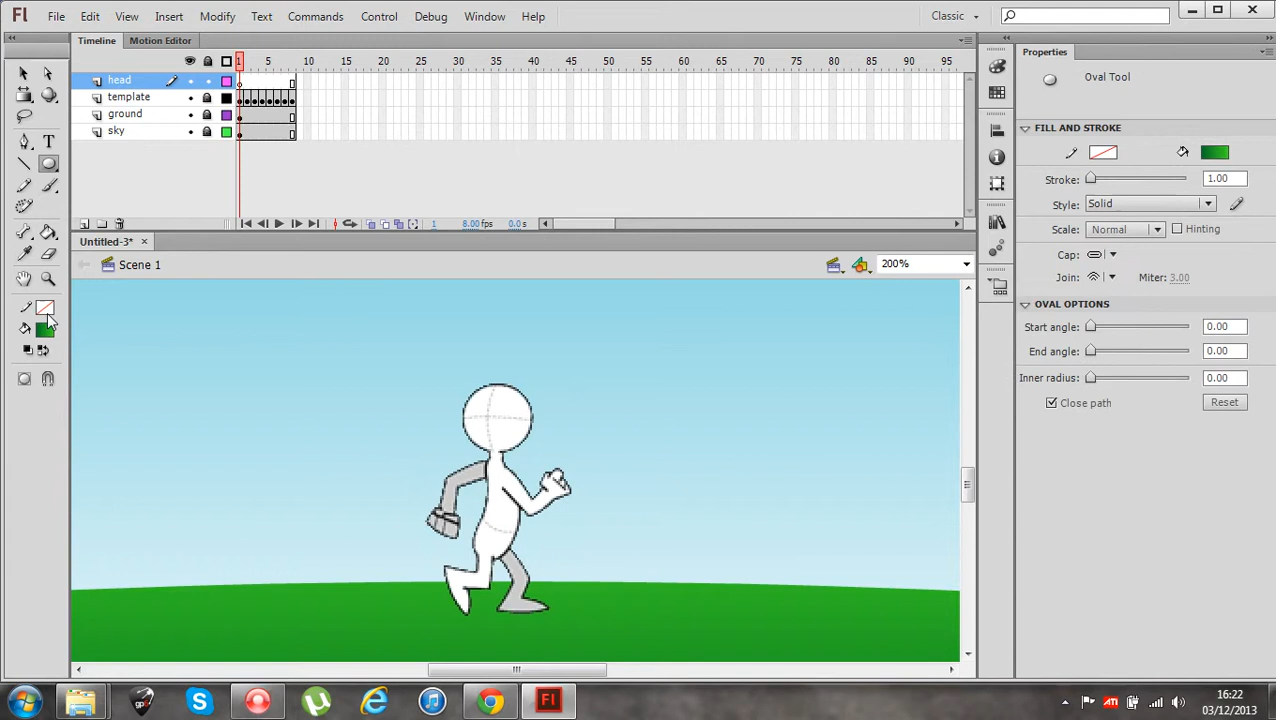 Fl File Edit View Insert Modify Text Commands Control Debug Window Help Classic
Timeline Motion Editor
1 5 10 15 20 25 30 35 40 45 50 55 60 65 70 75 80 85 90 95
head
template
ground
sky
1 8.00 fps 0.0 s
Untitled-3*
Scene 1 200%
Properties
Oval Tool
FILL AND STROKE
Stroke: 1.00
Style: Solid
Scale: Normal Hinting
Cap:
Join: Miter: 3.00
OVAL OPTIONS
Start angle: 0.00
End angle: 0.00
Inner radius: 0.00
Close path Reset
T
Fl
16:22
03/12/2013